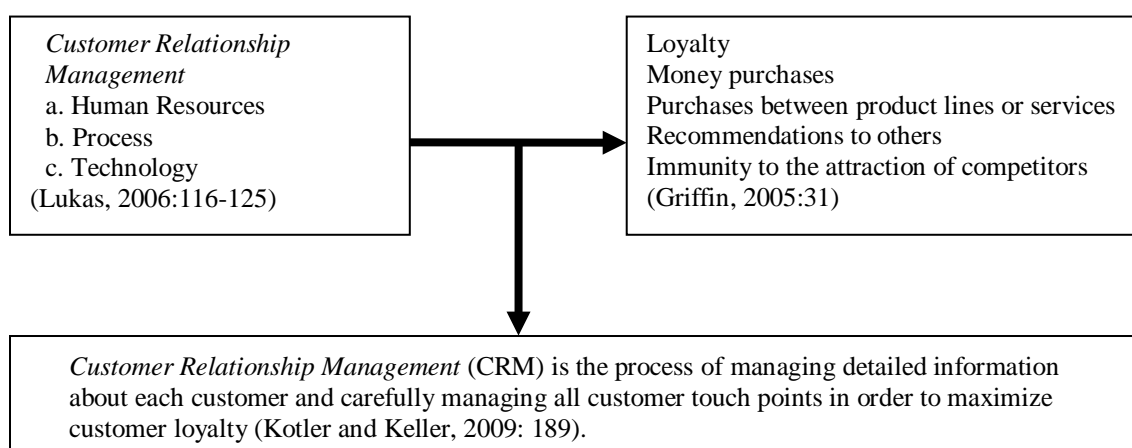 Customer Relationship
Management
a. Human Resources
b. Process
c. Technology
(Lukas, 2006:116-125)
Loyalty
Money purchases
Purchases between product lines or services
Recommendations to others
Immunity to the attraction of competitors
(Griffin, 2005:31)
Customer Relationship Management (CRM) is the process of managing detailed information
about each customer and carefully managing all customer touch points in order to maximize
customer loyalty (Kotler and Keller, 2009: 189).